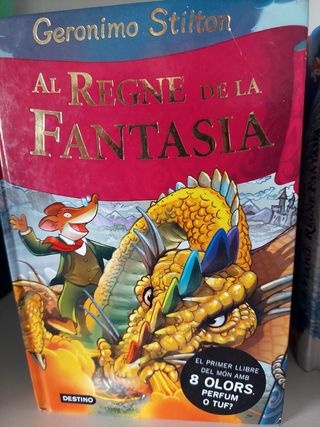 Geronimo Stilton
AL REGNE DE LA
FANTASIA
EL PRIMER LLIBRE
DEL MÓN AMB
8 OLORS.
PERFUM
O TUF?
DESTINO